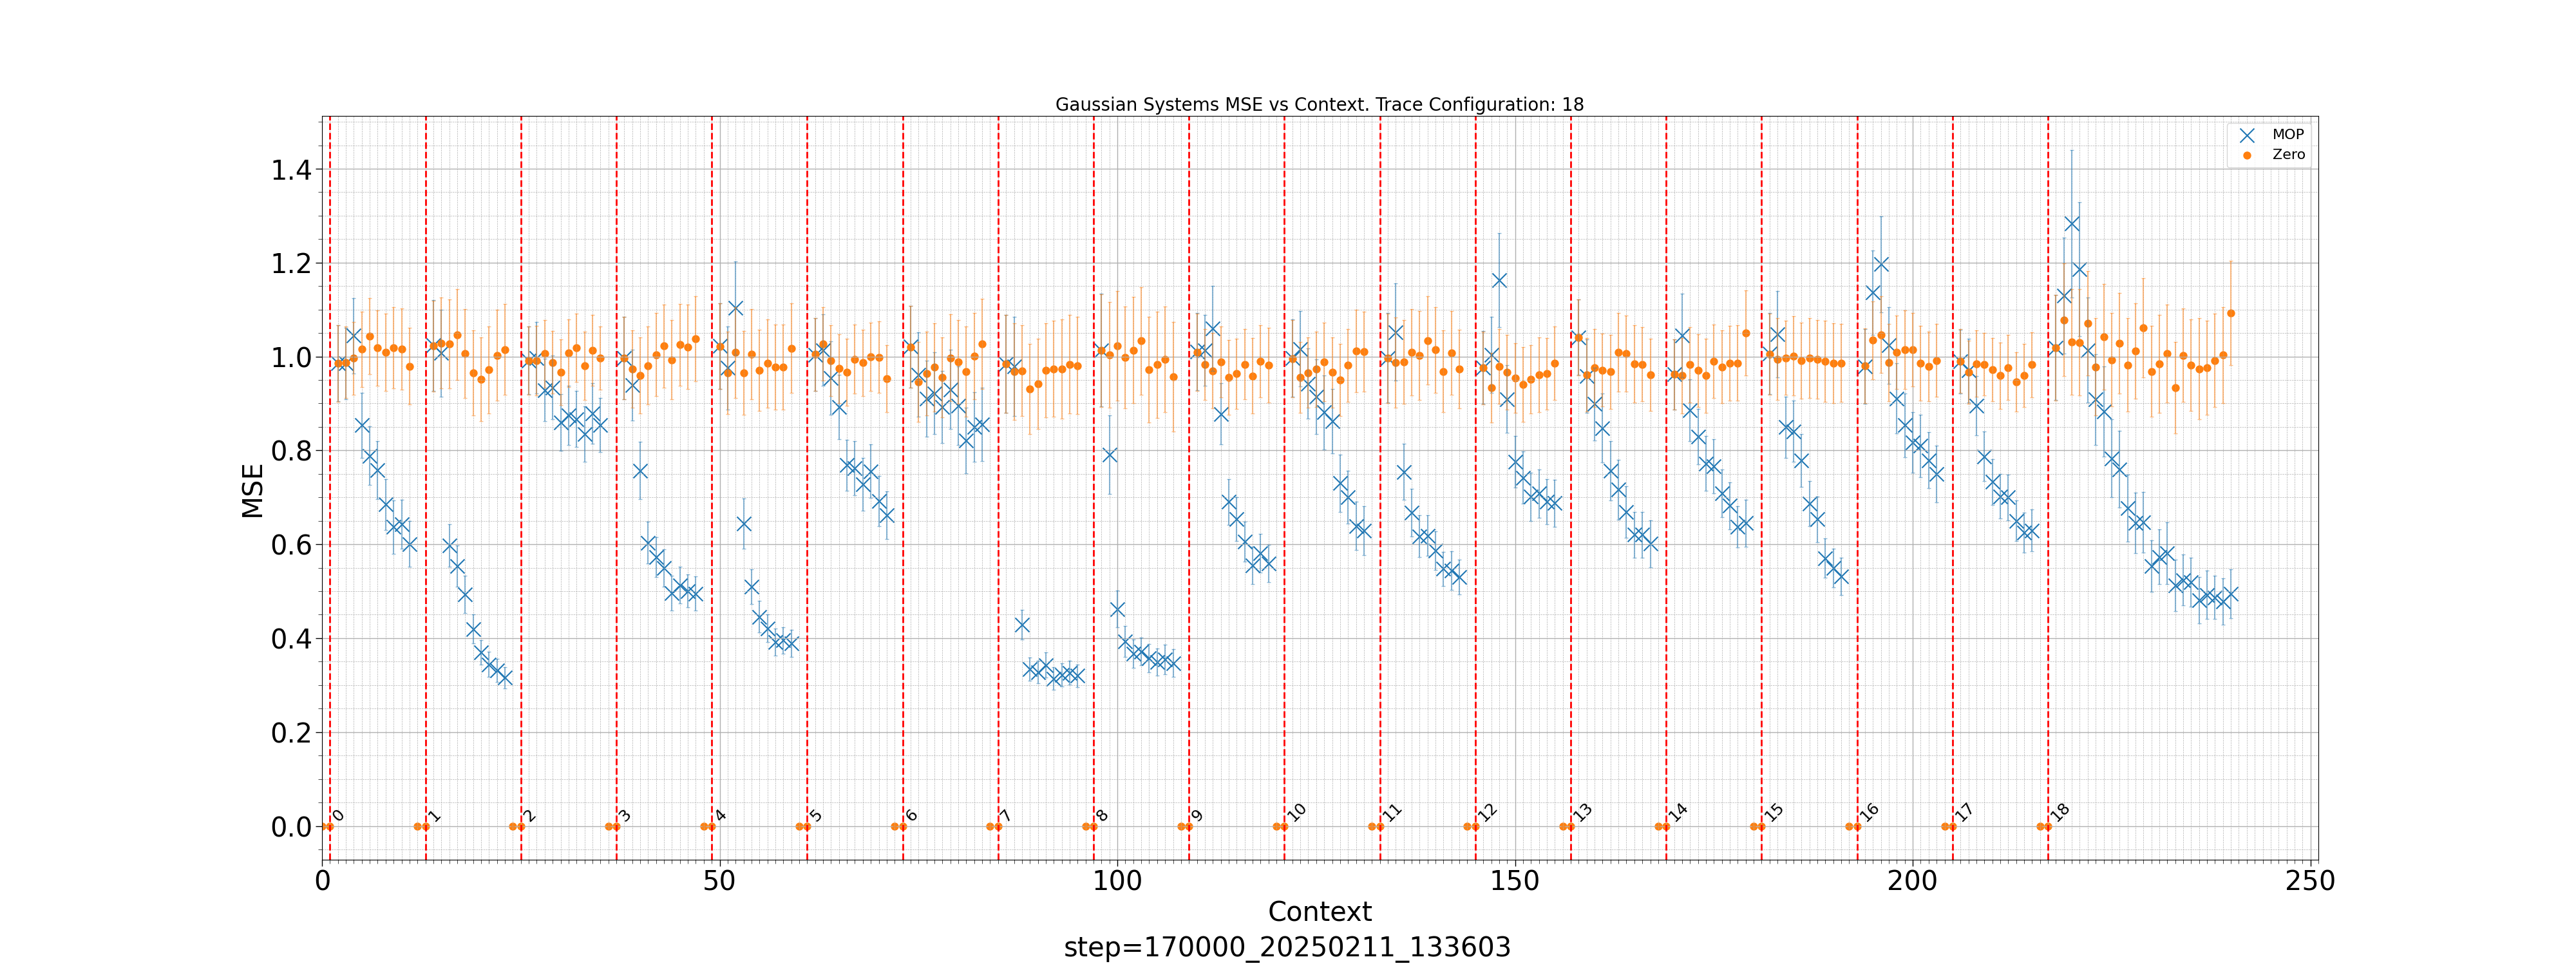 Gaussian Systems MSE vs Context. Trace Configuration: 18
MOP
Zero
1.4
1.2
1.0
0.8
0.6
0.4
0.2
0.0
MSE
0 1 2 3 4 5 6 7 8 9 10 11 12 13 14 15 16 17 18
0 50 100 150 200 250
Context
step=170000_20250211_133603